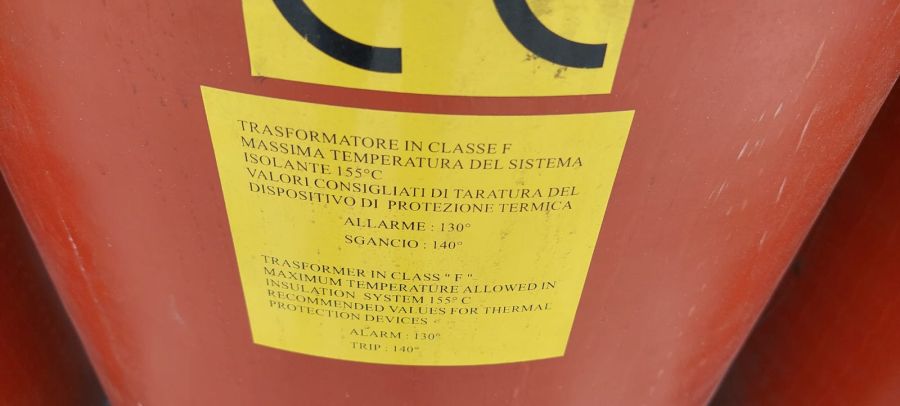 CE
TRASFORMATORE IN CLASSE F
MASSIMA TEMPERATURA DEL SISTEMA
ISOLANTE 155°C
VALORI CONSIGLIATI DI TARATURA DEL
DISPOSITIVO DI PROTEZIONE TERMICA
ALLARME : 130°
SGANCIO : 140°
TRASFORMER IN CLASS " F "
MAXIMUM TEMPERATURE ALLOWED IN
INSULATION SYSTEM 155° C
RECOMMENDED VALUES FOR THERMAL
PROTECTION DEVICES
ALARM : 130°
TRIP : 140°